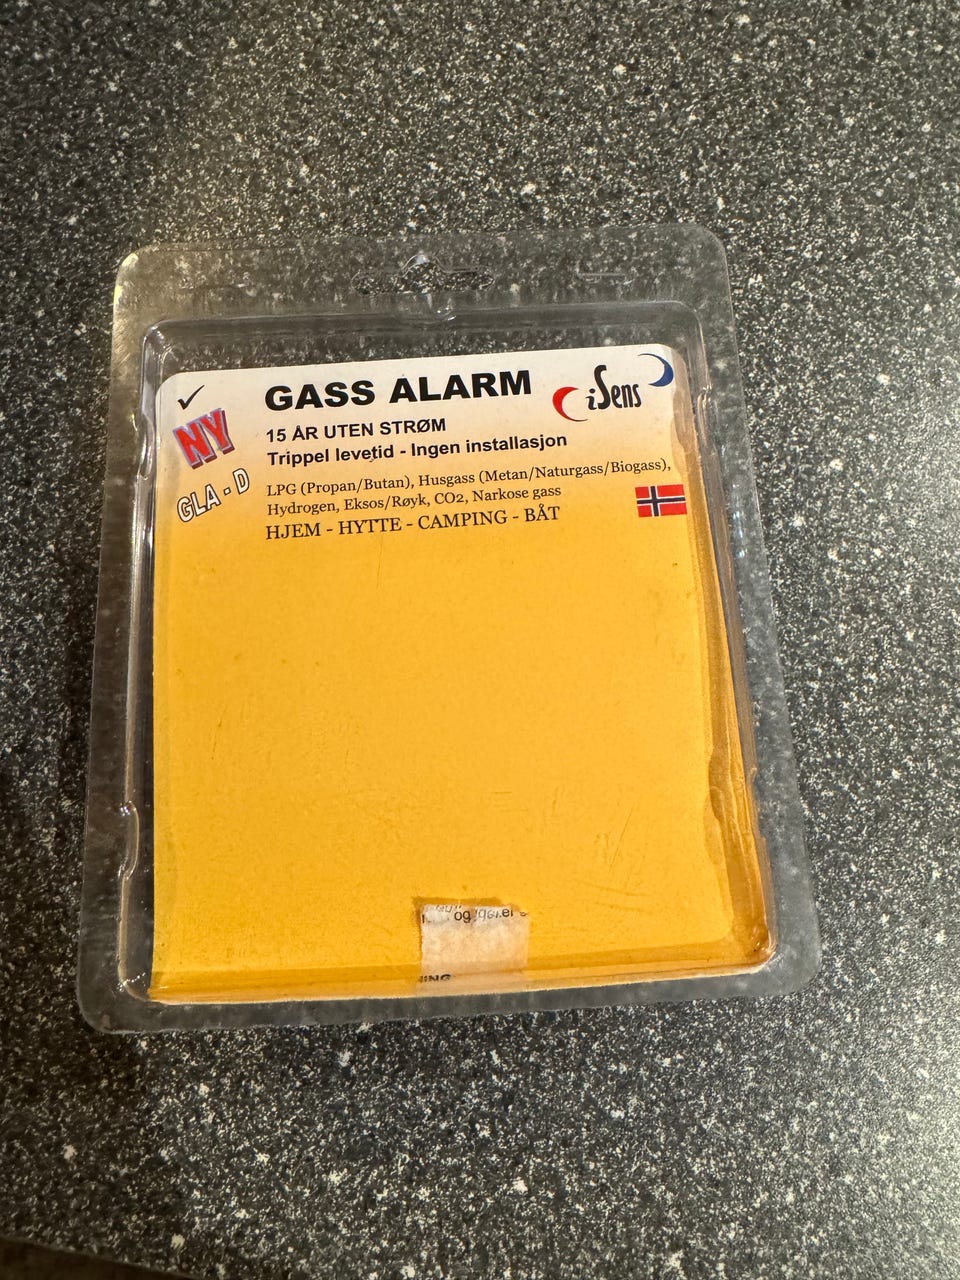 GASS ALARM
iSens
NY
15 ÅR UTEN STRØM
Trippel levetid - Ingen installasjon
GLA - D
LPG (Propan/Butan), Husgass (Metan/Naturgass/Biogass),
Hydrogen, Eksos/Røyk, CO2, Narkose gass
HJEM - HYTTE - CAMPING - BÅT
og